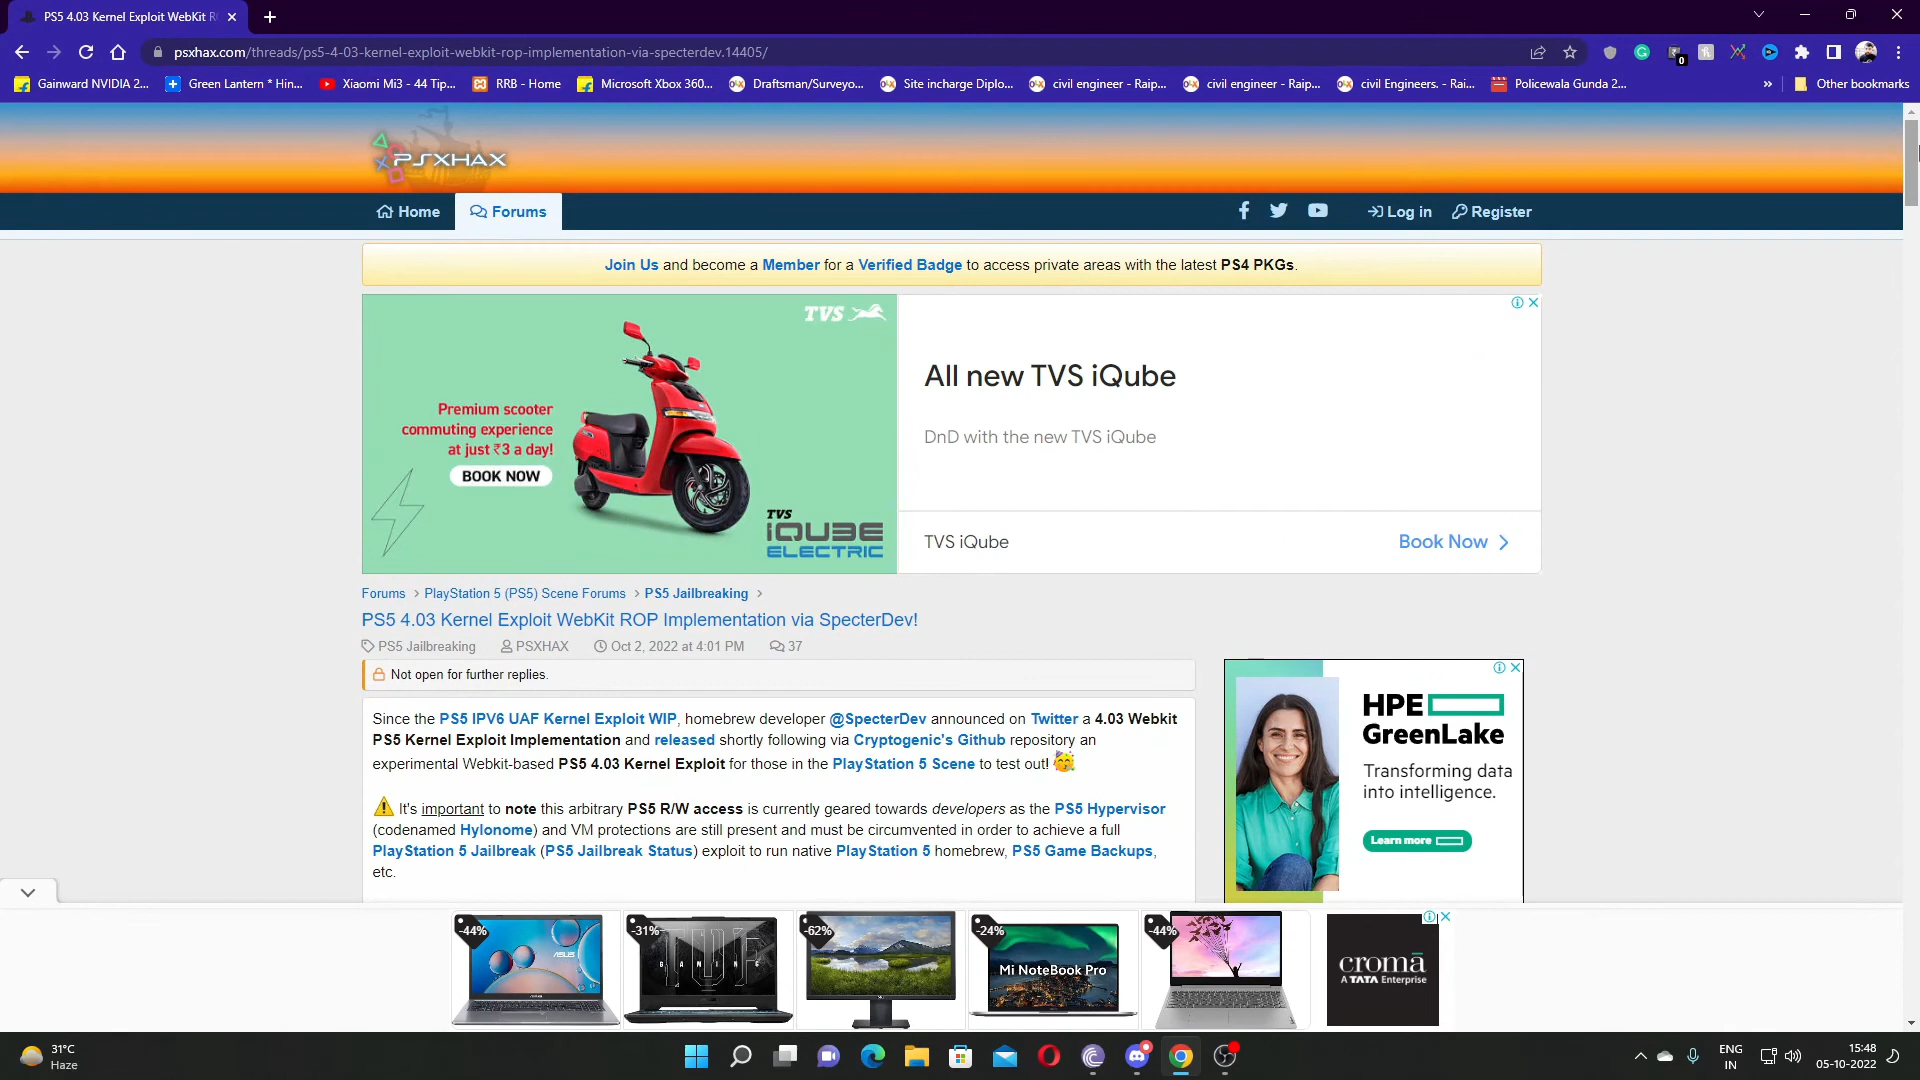 PS5 4.03 Kernel Exploit WebKit R
psxhax.com/threads/ps5-4-03-kernel-exploit-webkit-rop-implementation-via-specterdev.14405/
0
Gainward NVIDIA 2...
Green Lantern * Hin...
Xiaomi Mi3 - 44 Tip...
RRB - Home
Microsoft Xbox 360...
Draftsman/Surveyo...
Site incharge Diplo...
civil engineer - Raip...
civil engineer - Raip...
civil Engineers. - Rai...
Policewala Gunda 2...
»
Other bookmarks
PSXHAX
Home
Forums
Log in
Register
Join Us and become a Member for a Verified Badge to access private areas with the latest PS4 PKGs.
TVS
Premium scooter
commuting experience
at just ₹3 a day!
BOOK NOW
TVS
iQUBE
ELECTRIC
All new TVS iQube
DnD with the new TVS iQube
TVS iQube
Book Now
Forums > PlayStation 5 (PS5) Scene Forums > PS5 Jailbreaking >
PS5 4.03 Kernel Exploit WebKit ROP Implementation via SpecterDev!
PS5 Jailbreaking PSXHAX Oct 2, 2022 at 4:01 PM 37
Not open for further replies.
Since the PS5 IPV6 UAF Kernel Exploit WIP, homebrew developer @SpecterDev announced on Twitter a 4.03 Webkit
PS5 Kernel Exploit Implementation and released shortly following via Cryptogenic's Github repository an
experimental Webkit-based PS5 4.03 Kernel Exploit for those in the PlayStation 5 Scene to test out!
It's important to note this arbitrary PS5 R/W access is currently geared towards developers as the PS5 Hypervisor
(codenamed Hylonome) and VM protections are still present and must be circumvented in order to achieve a full
PlayStation 5 Jailbreak (PS5 Jailbreak Status) exploit to run native PlayStation 5 homebrew, PS5 Game Backups,
etc.
HPE
GreenLake
Transforming data
into intelligence.
Learn more
-44%
ASUS
-31%
TUF
GAMING
-62%
-24%
Mi NoteBook Pro
-44%
croma
A TATA Enterprise
31°C
Haze
ENG
IN
15:48
05-10-2022